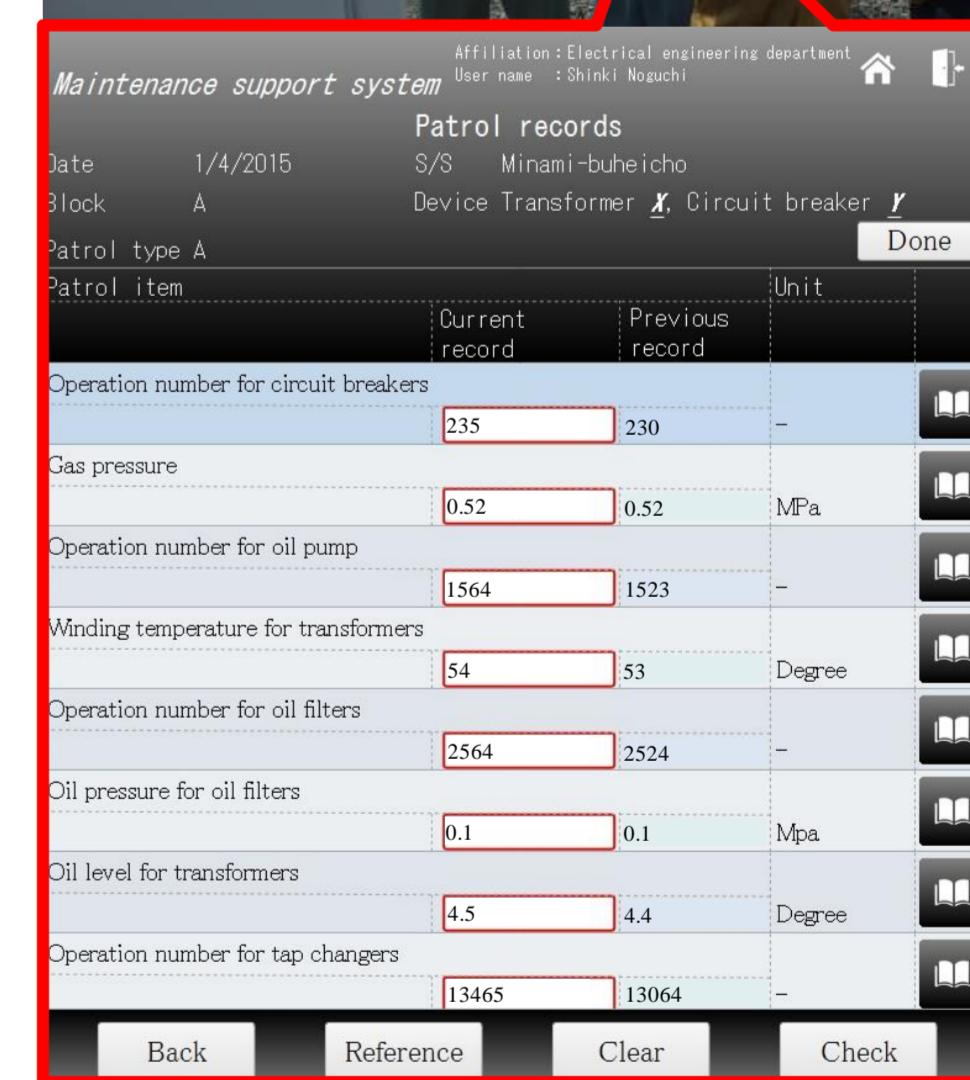 Affiliation：Electrical engineering department
Maintenance support system User name ：Shinki Noguchi
Patrol records
Date 1/4/2015 S/S Minami-buheicho
Block A Device Transformer X, Circuit breaker Y
Patrol type A Done
Patrol item Unit
Current record Previous record
Operation number for circuit breakers
235 230 −
Gas pressure
0.52 0.52 MPa
Operation number for oil pump
1564 1523 −
Winding temperature for transformers
54 53 Degree
Operation number for oil filters
2564 2524 −
Oil pressure for oil filters
0.1 0.1 Mpa
Oil level for transformers
4.5 4.4 Degree
Operation number for tap changers
13465 13064 −
Back Reference Clear Check